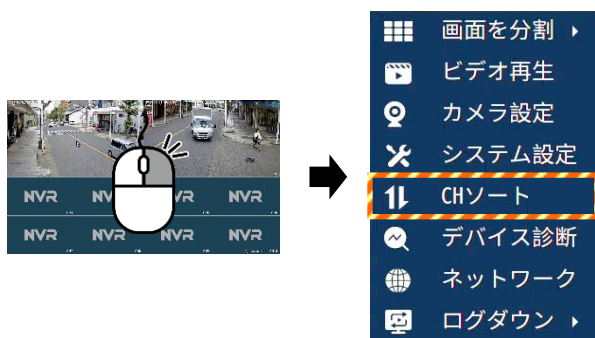 NVR NV VR NVR
NVR NVR NVR NVR
画面を分割
ビデオ再生
カメラ設定
システム設定
CHソート
デバイス診断
ネットワーク
ログダウン